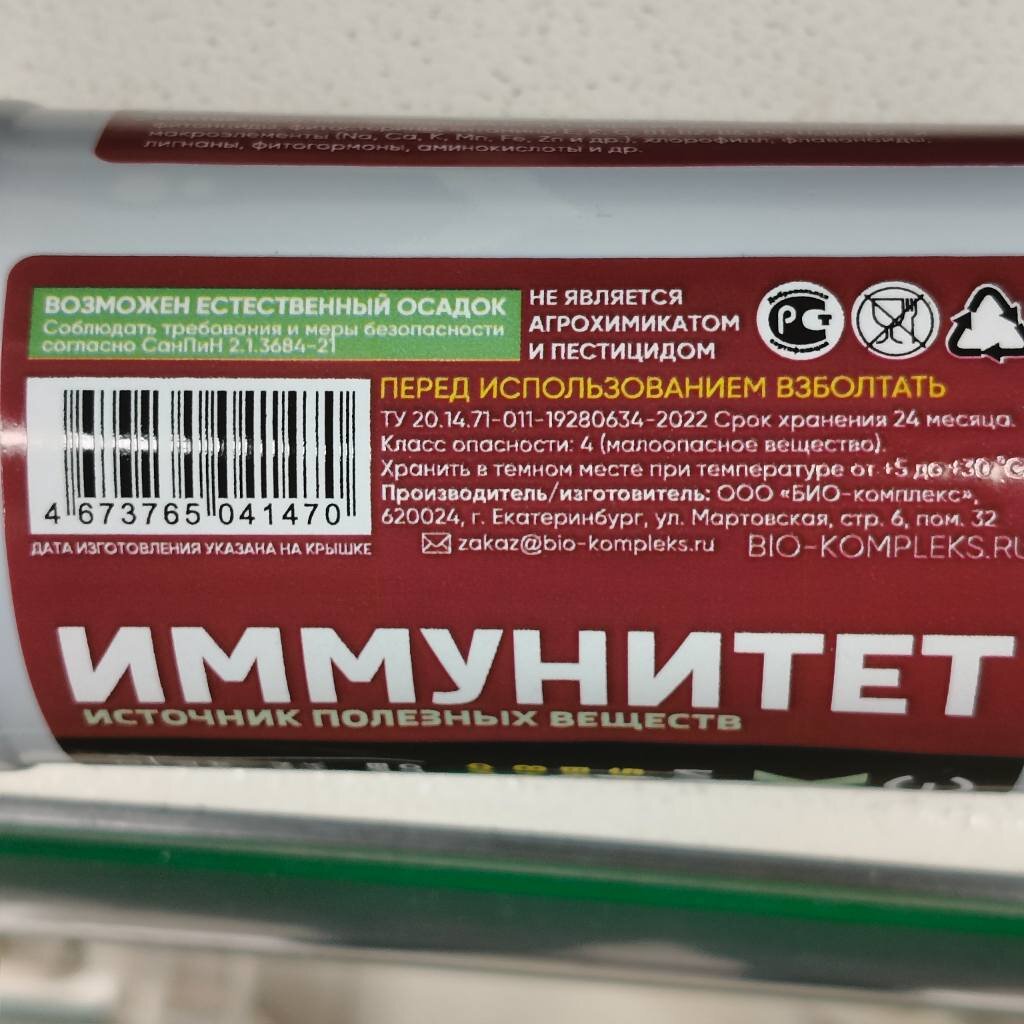 макроэлементы (Na, Ca, K, Mn, Fe, Zn и др.), хлорофилл, флавоноиды,
лигнаны, фитогормоны, аминокислоты и др.
ВОЗМОЖЕН ЕСТЕСТВЕННЫЙ ОСАДОК
Соблюдать требования и меры безопасности
согласно СанПиН 2.1.3684-21
НЕ ЯВЛЯЕТСЯ
АГРОХИМИКАТОМ
И ПЕСТИЦИДОМ
РСТ
ПЕРЕД ИСПОЛЬЗОВАНИЕМ ВЗБОЛТАТЬ
ТУ 20.14.71-011-19280634-2022 Срок хранения 24 месяца.
Класс опасности: 4 (малоопасное вещество).
Хранить в темном месте при температуре от +5 до +30 °C
Производитель/изготовитель: ООО «БИО-комплекс»,
620024, г. Екатеринбург, ул. Мартовская, стр. 6, пом. 32
zakaz@bio-kompleks.ru BIO-KOMPLEKS.RU
4 673765 041470
ДАТА ИЗГОТОВЛЕНИЯ УКАЗАНА НА КРЫШКЕ
ИММУНИТЕТ
ИСТОЧНИК ПОЛЕЗНЫХ ВЕЩЕСТВ